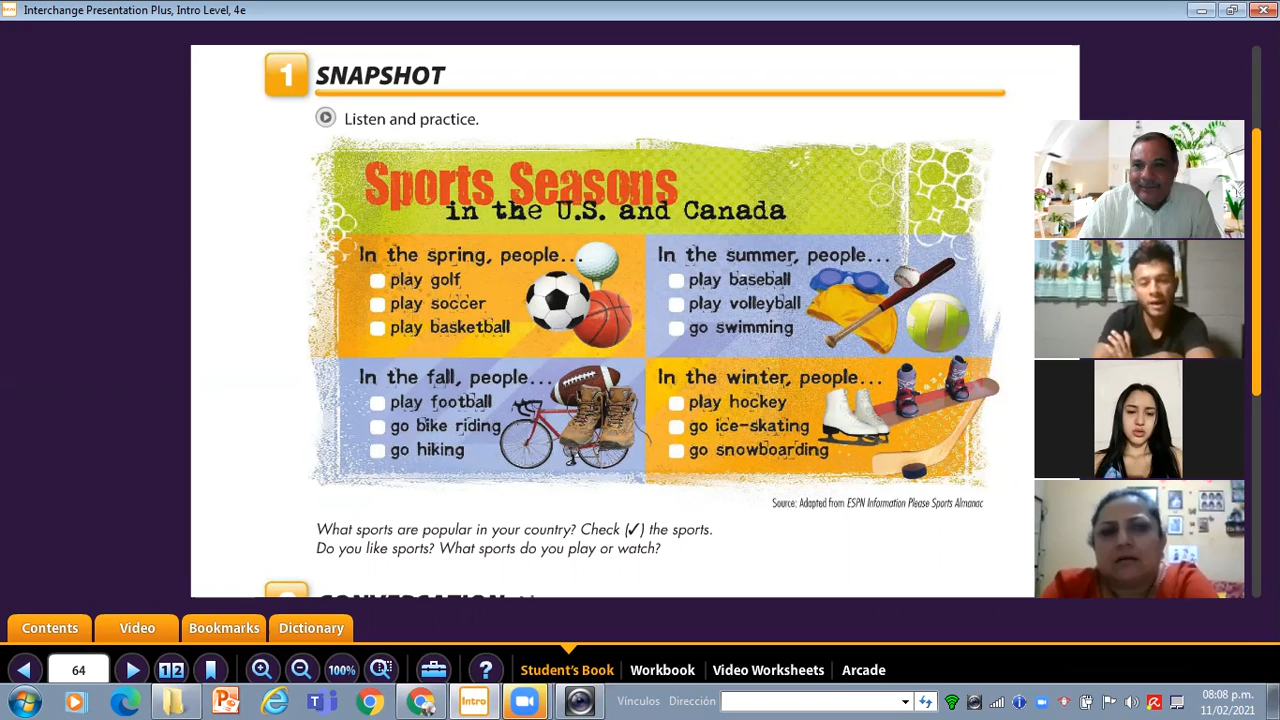 Interchange Presentation Plus, Intro Level, 4e
1 SNAPSHOT
Listen and practice.
Sports Seasons
in the U.S. and Canada
In the spring, people...
play golf
play soccer
play basketball
In the summer, people...
play baseball
play volleyball
go swimming
In the fall, people...
play football
go bike riding
go hiking
In the winter, people...
play hockey
go ice-skating
go snowboarding
Source: Adapted from ESPN Information Please Sports Almanac
What sports are popular in your country? Check (✓) the sports.
Do you like sports? What sports do you play or watch?
CONVERSATION
Contents Video Bookmarks Dictionary
64 12 100% ? Student's Book Workbook Video Worksheets Arcade
Intro Vínculos Dirección 08:08 p.m.
11/02/2021